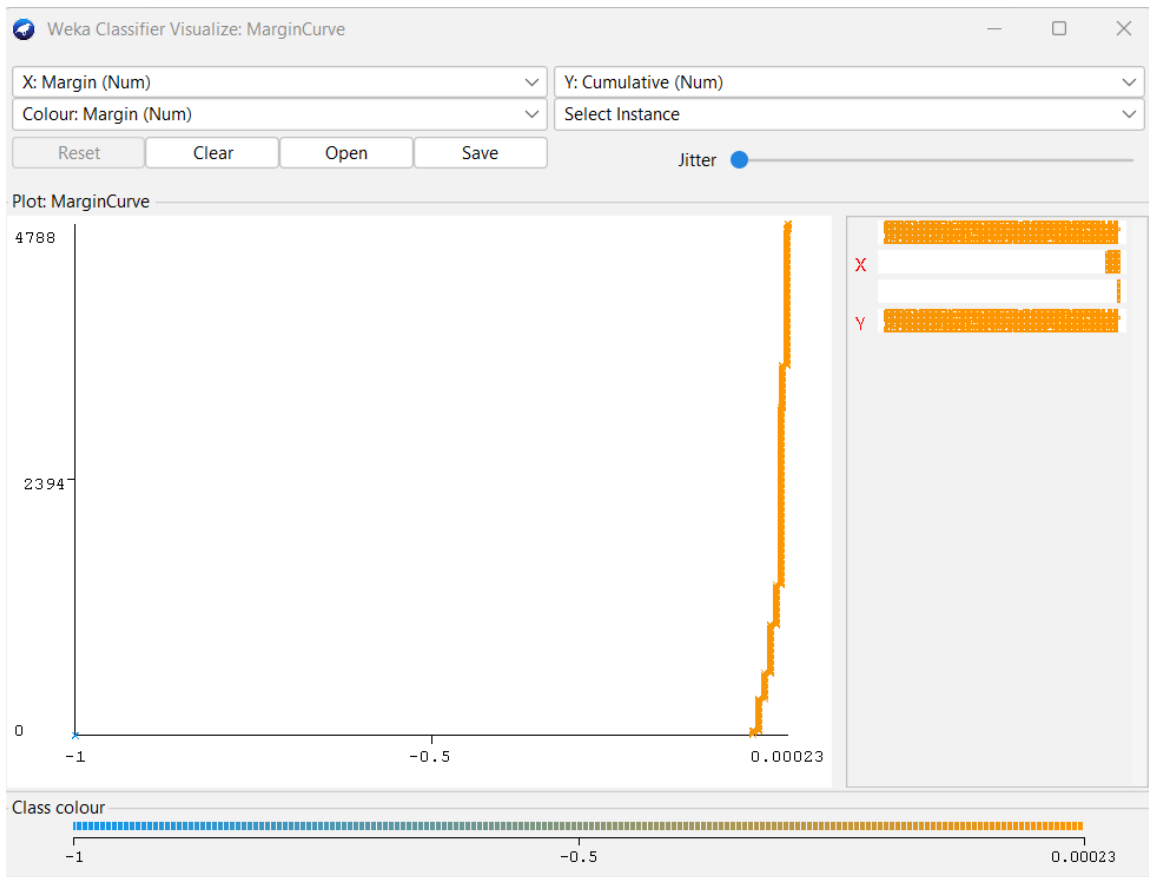 Weka Classifier Visualize: MarginCurve
X: Margin (Num)
Y: Cumulative (Num)
Colour: Margin (Num)
Select Instance
Reset
Clear
Open
Save
Jitter
Plot: MarginCurve
4788
X
Y
2394
0
-1
-0.5
0.00023
Class colour
-1
-0.5
0.00023